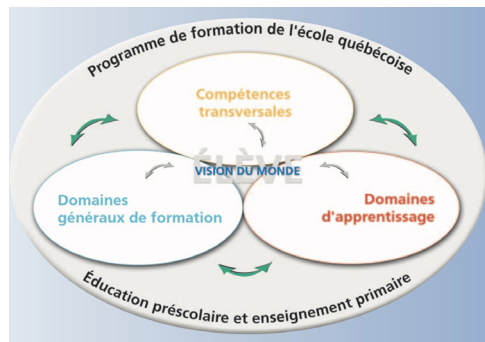 Programme de formation de l'école québécoise
Compétences
transversales
ÉLÈVE
VISION DU MONDE
Domaines
généraux de formation
Domaines
d'apprentissage
Éducation préscolaire et enseignement primaire